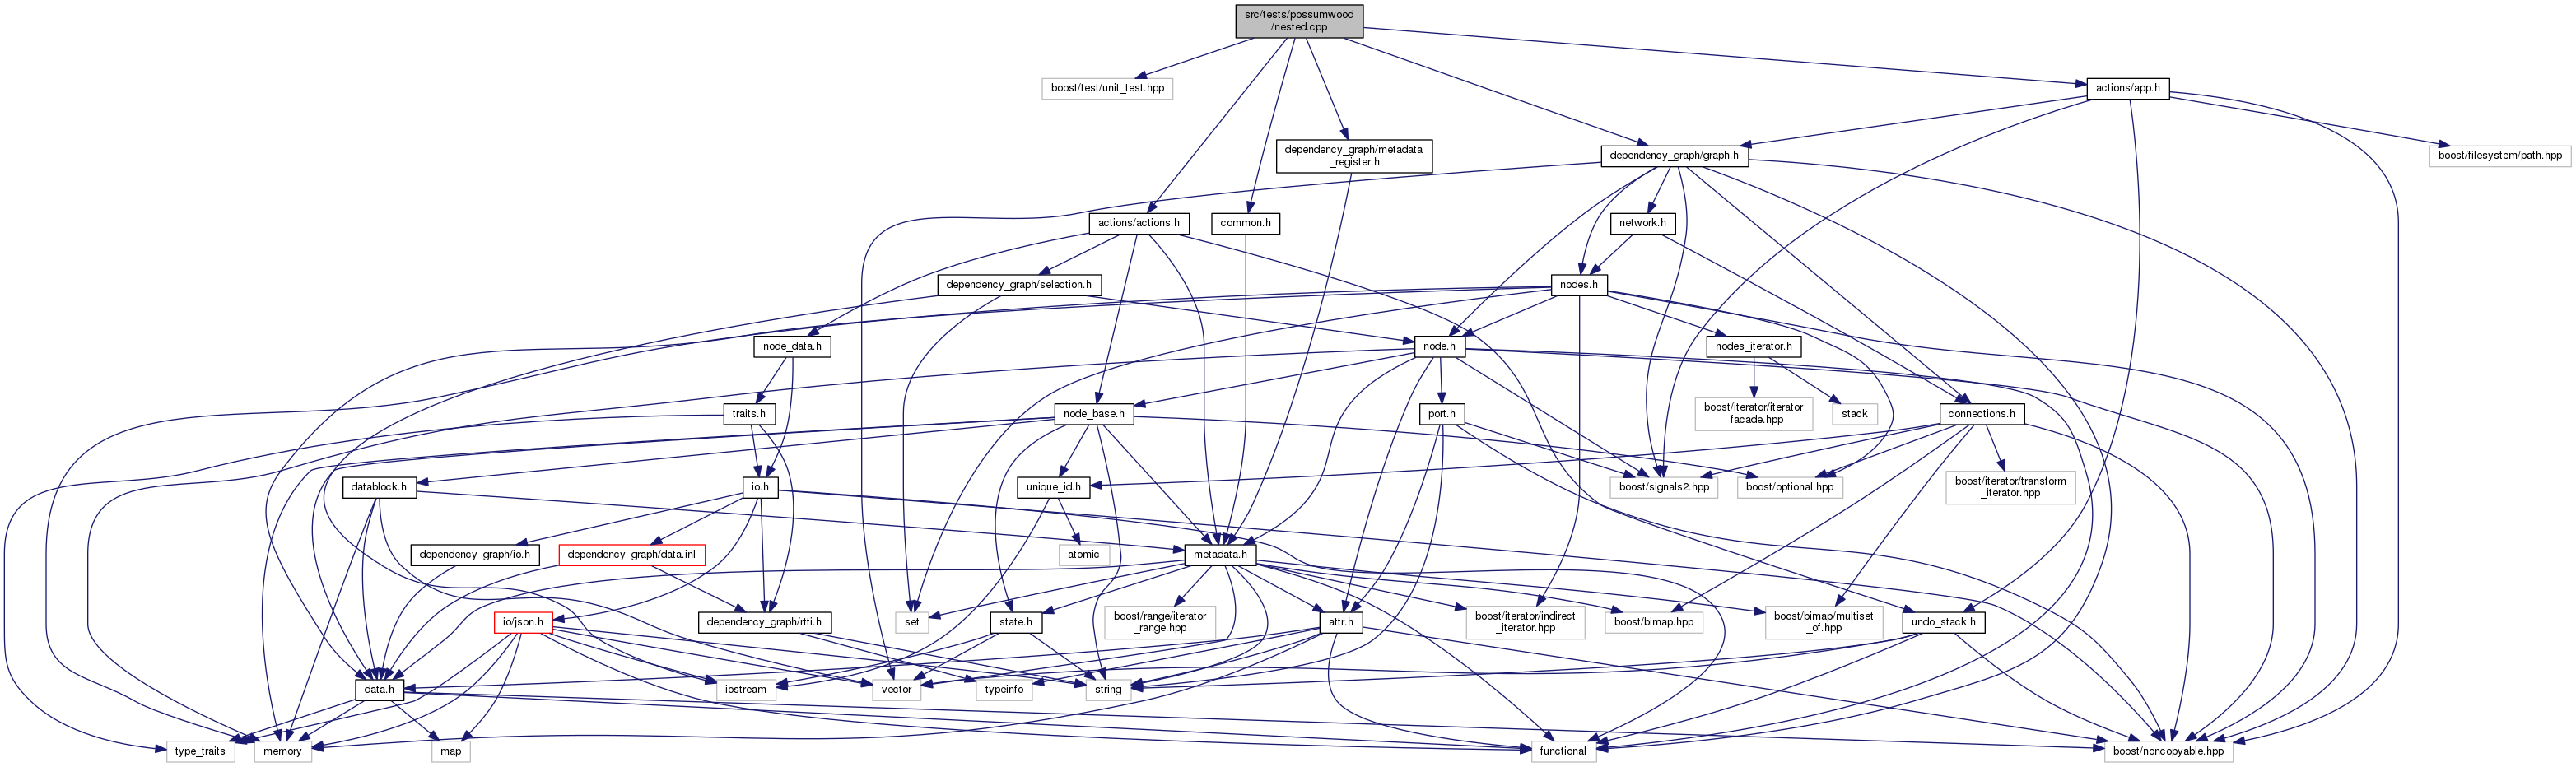 src/tests/possumwood
/nested.cpp
boost/test/unit_test.hpp
actions/app.h
dependency_graph/metadata
_register.h
dependency_graph/graph.h
boost/filesystem/path.hpp
actions/actions.h
common.h
network.h
dependency_graph/selection.h
nodes.h
node_data.h
node.h
nodes_iterator.h
traits.h
node_base.h
port.h
boost/iterator/iterator
_facade.hpp
stack
connections.h
datablock.h
io.h
unique_id.h
boost/signals2.hpp
boost/optional.hpp
boost/iterator/transform
_iterator.hpp
dependency_graph/io.h
dependency_graph/data.inl
atomic
metadata.h
io/json.h
dependency_graph/rtti.h
set
state.h
boost/range/iterator
_range.hpp
attr.h
boost/iterator/indirect
_iterator.hpp
boost/bimap.hpp
boost/bimap/multiset
_of.hpp
undo_stack.h
data.h
iostream
vector
typeinfo
string
type_traits
memory
map
functional
boost/noncopyable.hpp